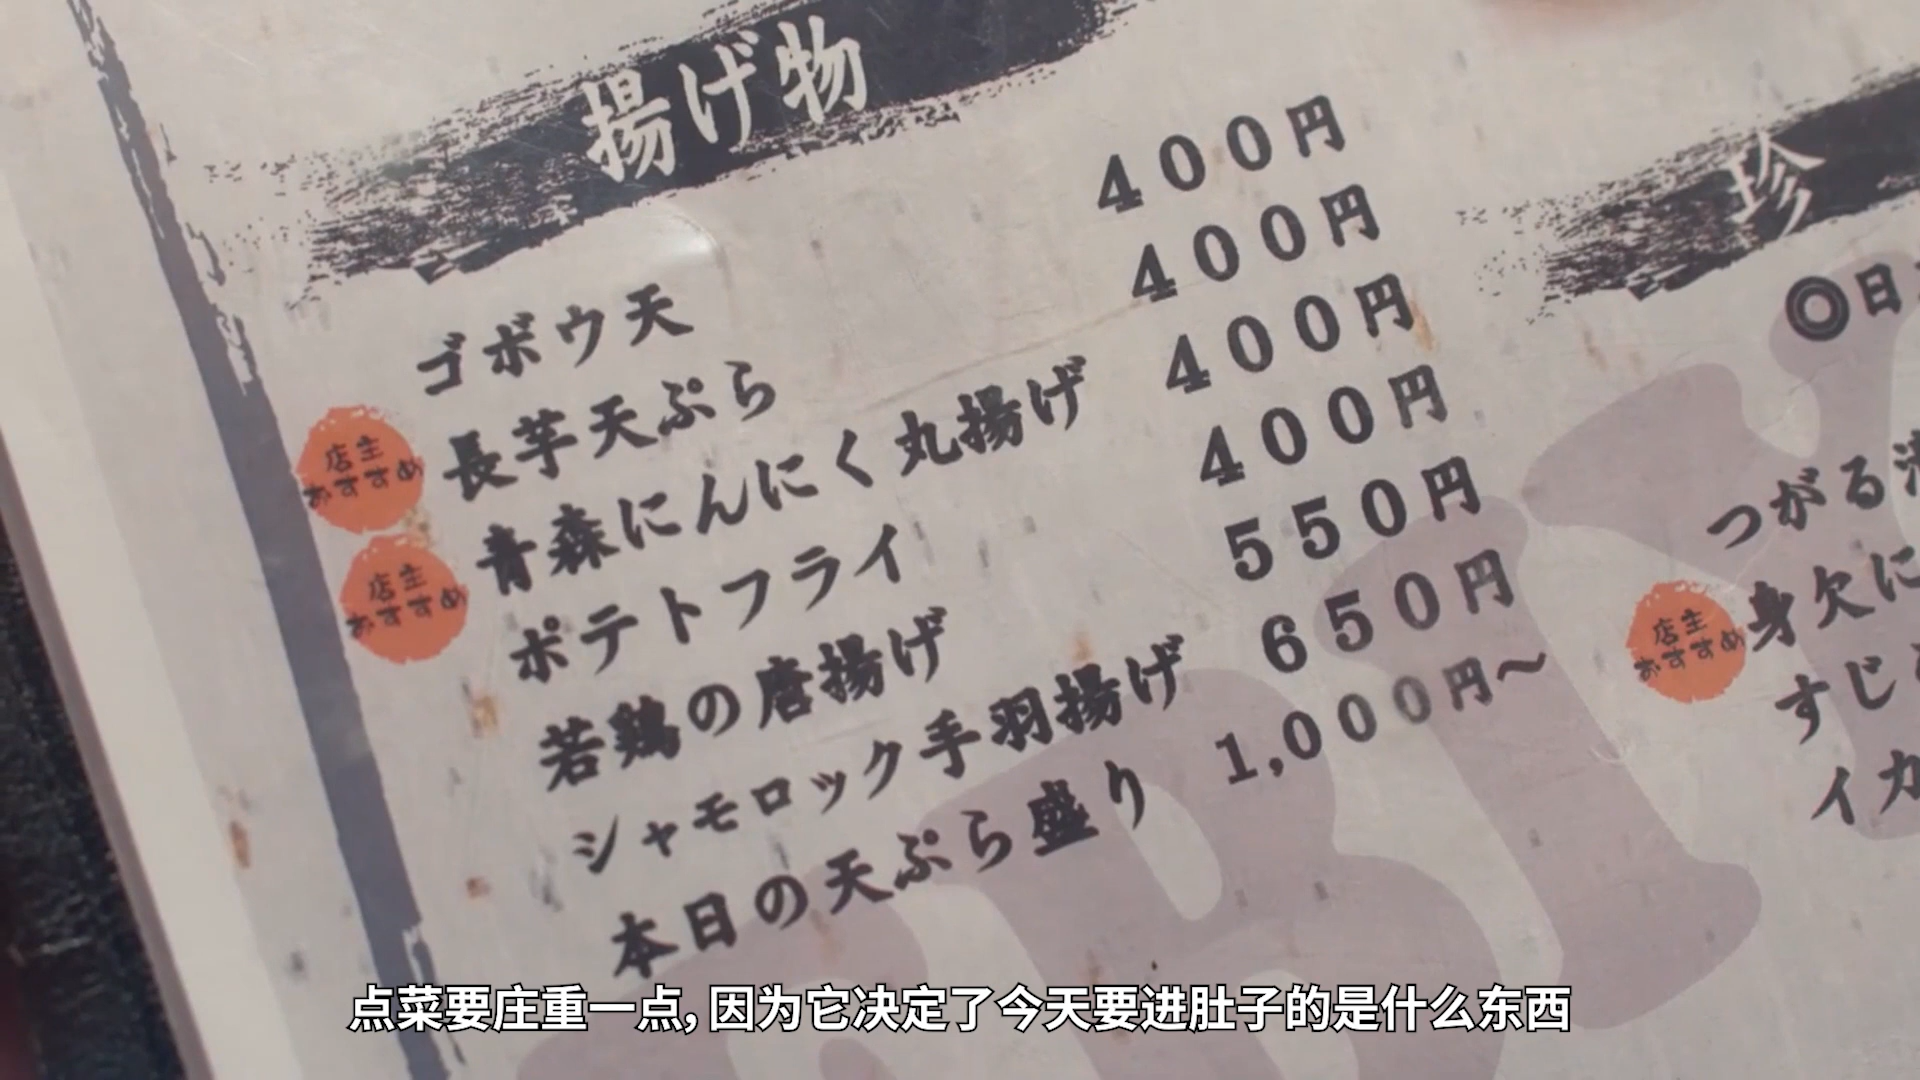 揚げ物
ゴボウ天 400円
店主おすすめ 長芋天ぷら 400円
店主おすすめ 青森にんにく丸揚げ 400円
ポテトフライ 400円
若鶏の唐揚げ 550円
シャモロック手羽揚げ 650円
本日の天ぷら盛り 1,000円～
珍
◎日
つがる
店主おすすめ 身欠に
すじ
イカ
点菜要庄重一点, 因为它决定了今天要进肚子的是什么东西